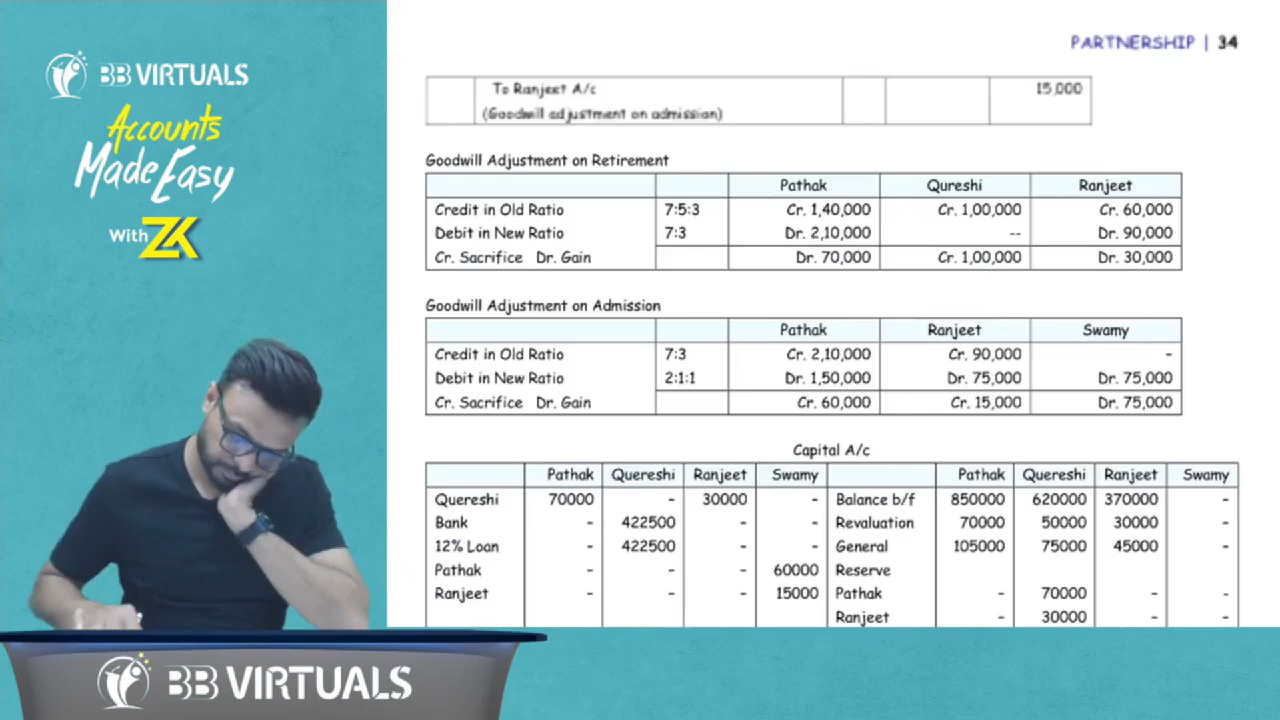 BB VIRTUALS
Accounts
Made Easy
With ZK
PARTNERSHIP | 34
To Ranjeet A/c 15,000
(Goodwill adjustment on admission)
Goodwill Adjustment on Retirement
Pathak Qureshi Ranjeet
Credit in Old Ratio 7:5:3 Cr. 1,40,000 Cr. 1,00,000 Cr. 60,000
Debit in New Ratio 7:3 Dr. 2,10,000 -- Dr. 90,000
Cr. Sacrifice Dr. Gain Dr. 70,000 Cr. 1,00,000 Dr. 30,000
Goodwill Adjustment on Admission
Pathak Ranjeet Swamy
Credit in Old Ratio 7:3 Cr. 2,10,000 Cr. 90,000 -
Debit in New Ratio 2:1:1 Dr. 1,50,000 Dr. 75,000 Dr. 75,000
Cr. Sacrifice Dr. Gain Cr. 60,000 Cr. 15,000 Dr. 75,000
Capital A/c
Pathak Quereshi Ranjeet Swamy Pathak Quereshi Ranjeet Swamy
Quereshi 70000 - 30000 - Balance b/f 850000 620000 370000 -
Bank - 422500 - - Revaluation 70000 50000 30000 -
12% Loan - 422500 - - General 105000 75000 45000 -
Pathak - - - 60000 Reserve
Ranjeet - - - 15000 Pathak - 70000 - -
Ranjeet - 30000 - -
BB VIRTUALS